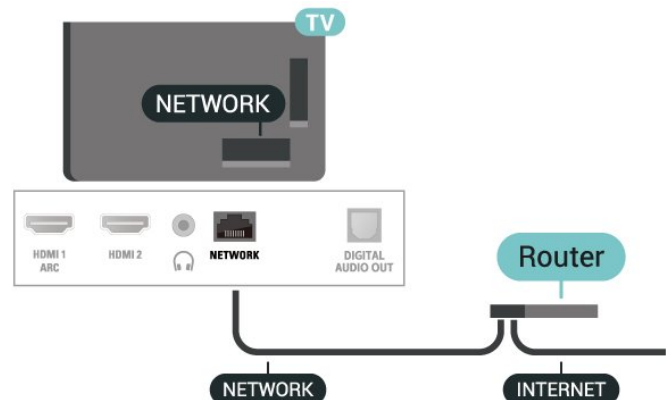 TV
NETWORK
HDMI 1
ARC
HDMI 2
NETWORK
DIGITAL
AUDIO OUT
Router
NETWORK
INTERNET